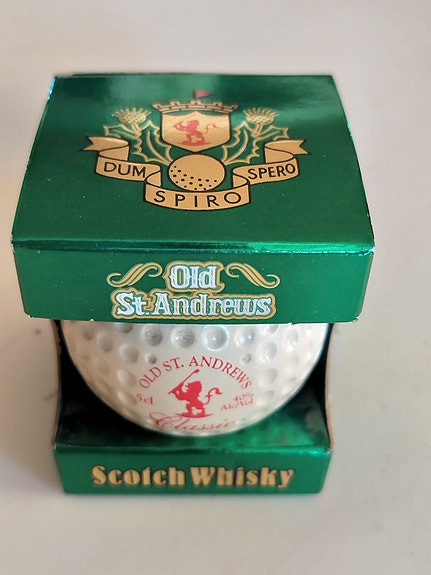 DUM SPIRO SPERO
Old
St. Andrews
OLD ST. ANDREWS
5cl
40%
Alc/Vol
Classic
Scotch Whisky